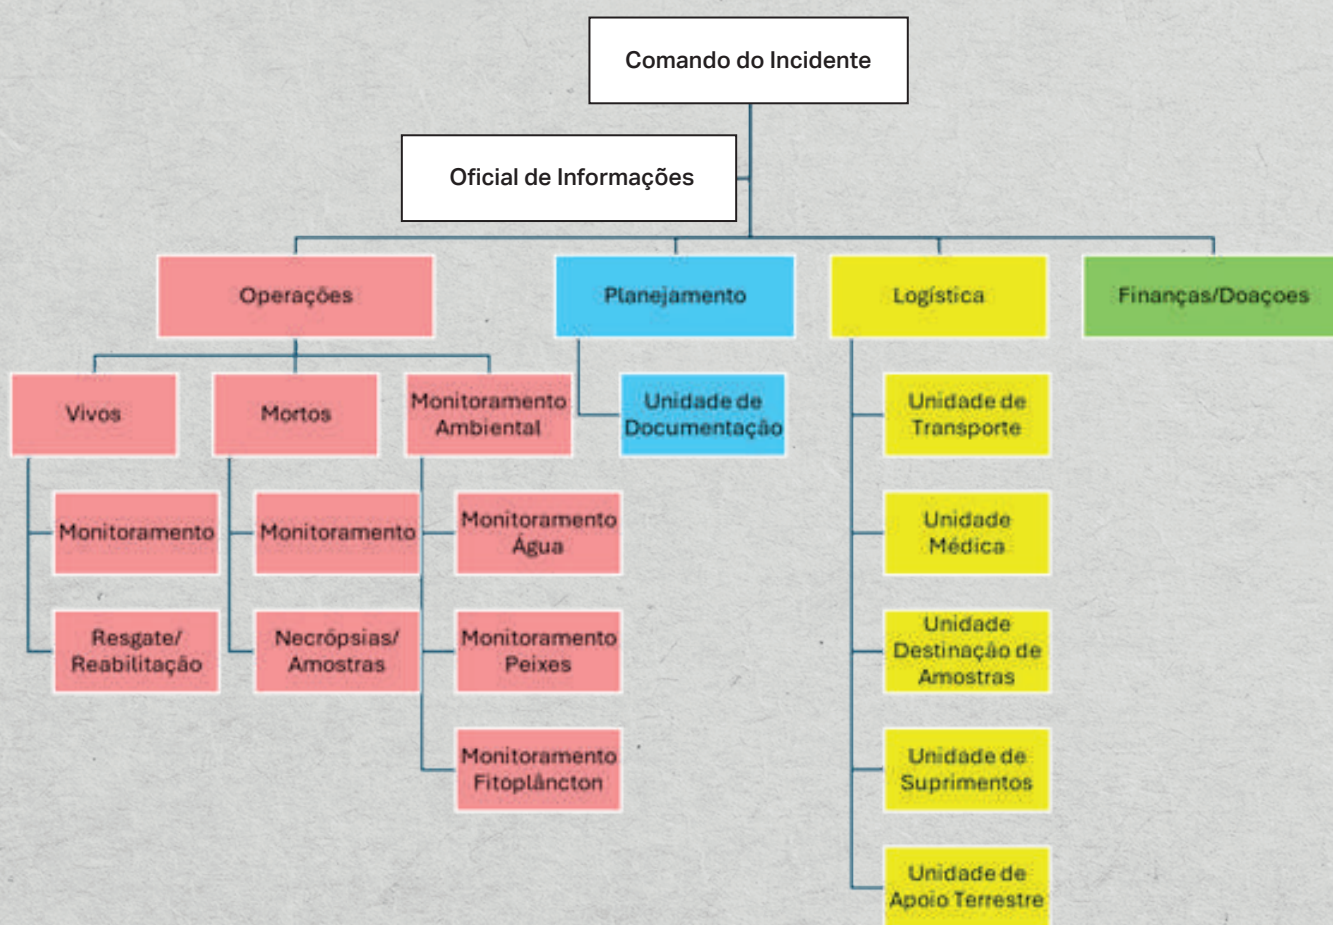 Comando do Incidente
Oficial de Informações
Operações
Planejamento
Logística
Finanças/Doaçoes
Vivos
Mortos
Monitoramento
Ambiental
Unidade de
Documentação
Unidade de
Transporte
Monitoramento
Monitoramento
Monitoramento
Água
Unidade
Médica
Resgate/
Reabilitação
Necrópsias/
Amostras
Monitoramento
Peixes
Unidade
Destinação de
Amostras
Monitoramento
Fitoplâncton
Unidade de
Suprimentos
Unidade de
Apoio Terrestre